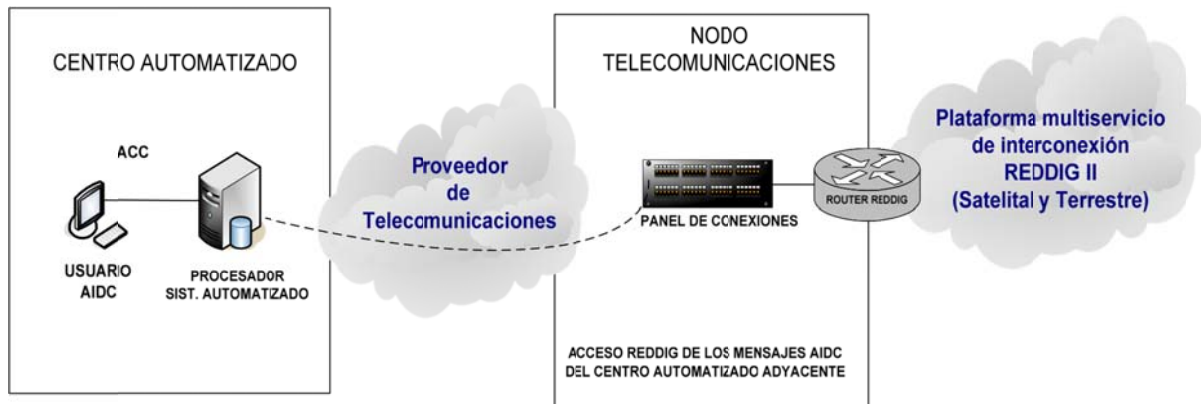 CENTRO AUTOMATIZADO
ACC
USUARIO
AIDC
PROCESADOR
SIST. AUTOMATIZADO
Proveedor
de
Telecomunicaciones
NODO
TELECOMUNICACIONES
PANEL DE CONEXIONES
ROUTER REDDIG
ACCESO REDDIG DE LOS MENSAJES AIDC
DEL CENTRO AUTOMATIZADO ADYACENTE
Plataforma multiservicio
de interconexión
REDDIG II
(Satelital y Terrestre)